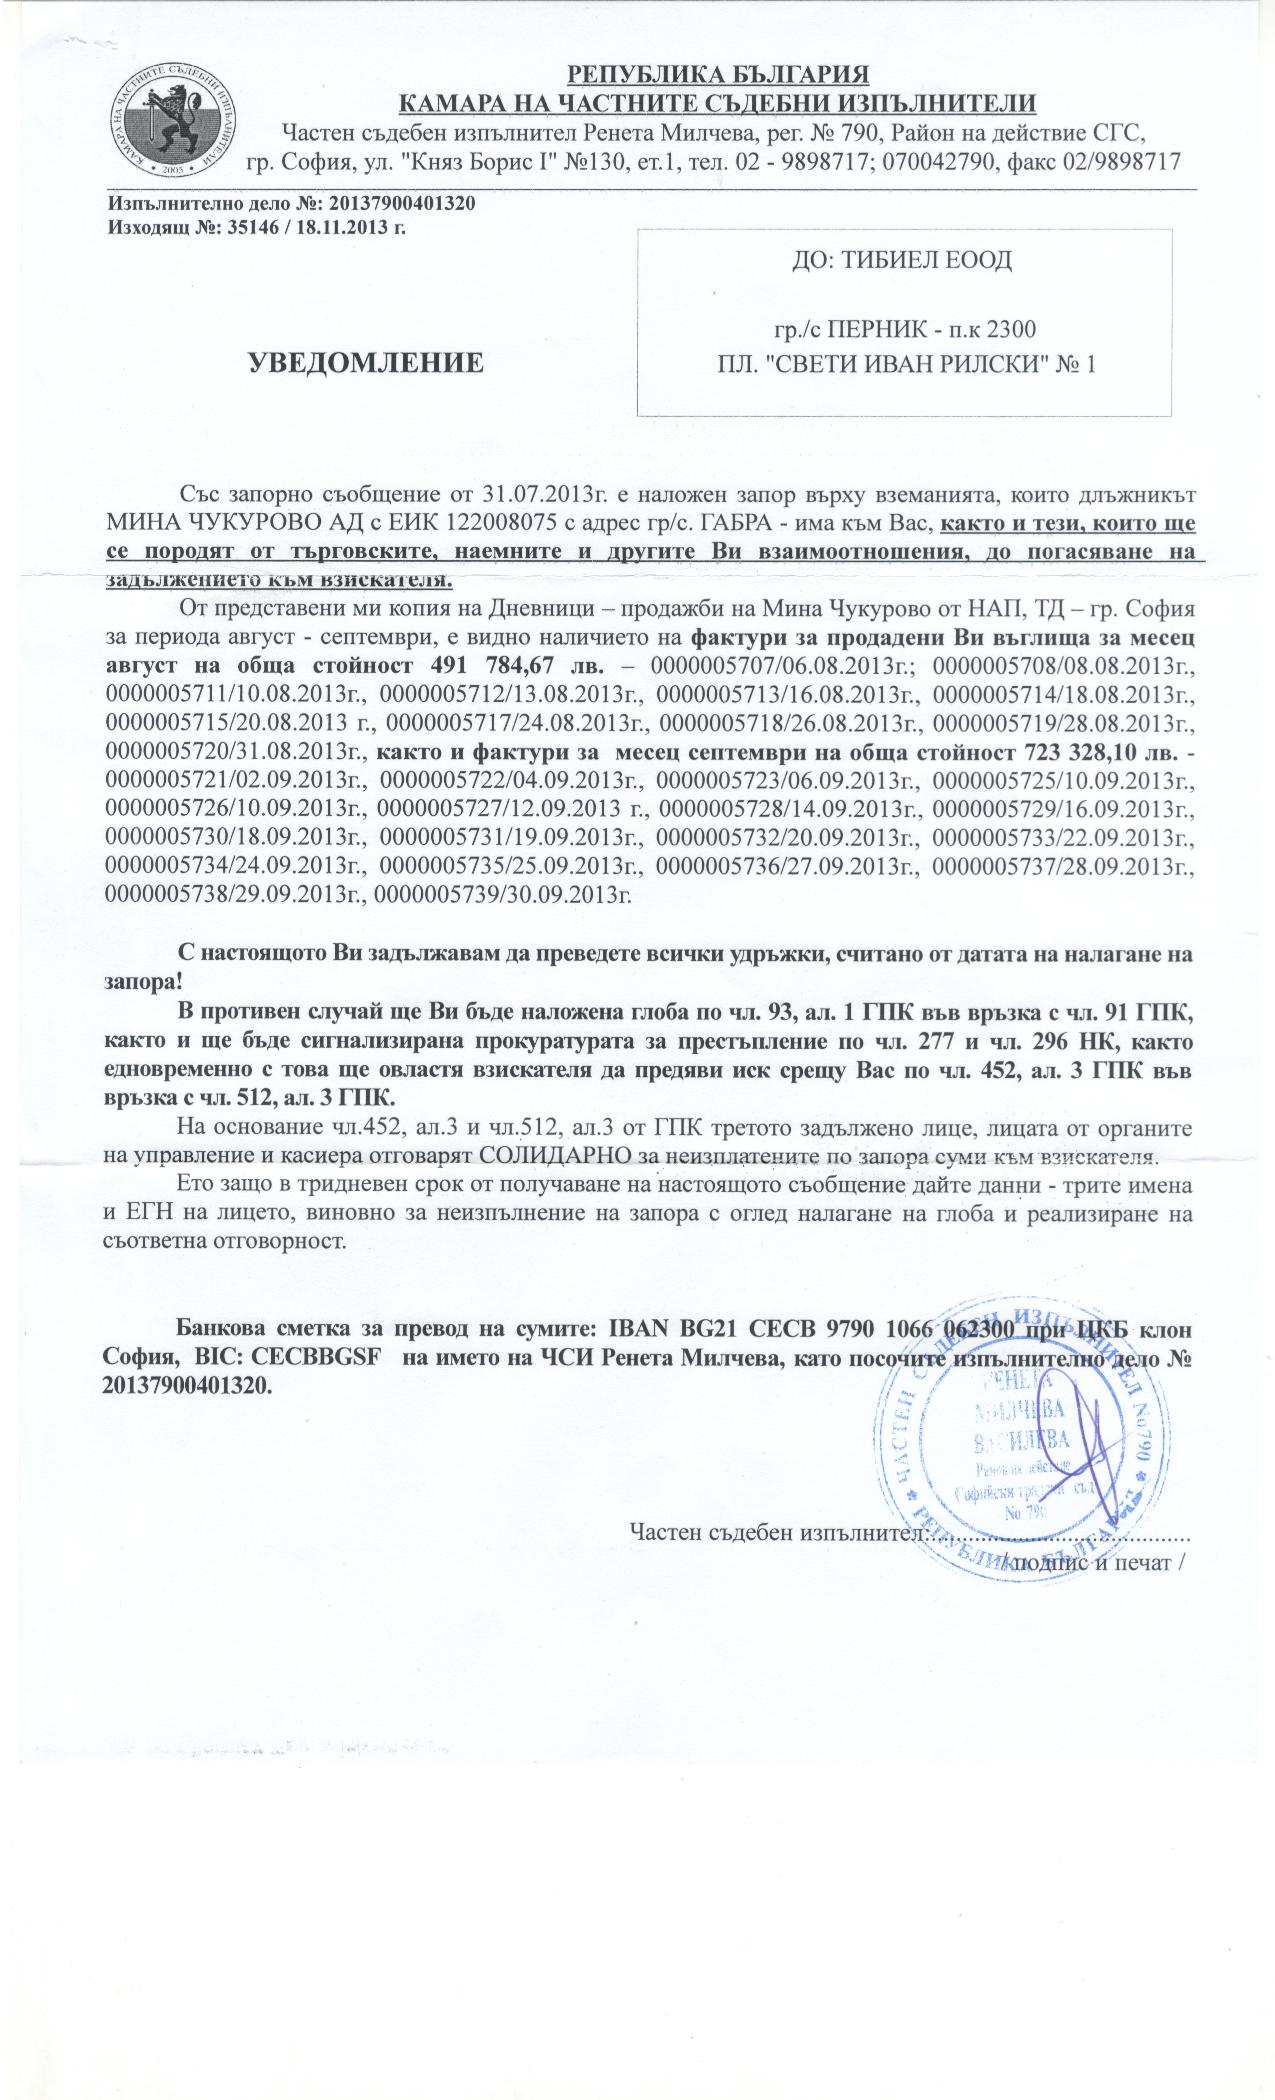 КАМАРА НА ЧАСТНИТЕ СЪДЕБНИ ИЗПЪЛНИТЕЛИ
• 2005 •
РЕПУБЛИКА БЪЛГАРИЯ
КАМАРА НА ЧАСТНИТЕ СЪДЕБНИ ИЗПЪЛНИТЕЛИ
Частен съдебен изпълнител Ренета Милчева, рег. № 790, Район на действие СГС,
гр. София, ул. "Княз Борис I" №130, ет.1, тел. 02 - 9898717; 070042790, факс 02/9898717
Изпълнително дело №: 20137900401320
Изходящ №: 35146 / 18.11.2013 г.
ДО: ТИБИЕЛ ЕООД
гр./с ПЕРНИК - п.к 2300
ПЛ. "СВЕТИ ИВАН РИЛСКИ" № 1
УВЕДОМЛЕНИЕ
Със запорно съобщение от 31.07.2013г. е наложен запор върху вземанията, които длъжникът
МИНА ЧУКУРОВО АД с ЕИК 122008075 с адрес гр/с. ГАБРА - има към Вас, както и тези, които ще
се породят от търговските, наемните и другите Ви взаимоотношения, до погасяване на
задължението към взискателя.
От представени ми копия на Дневници – продажби на Мина Чукурово от НАП, ТД – гр. София
за периода август - септември, е видно наличието на фактури за продадени Ви въглища за месец
август на обща стойност 491 784,67 лв. – 0000005707/06.08.2013г.; 0000005708/08.08.2013г.,
0000005711/10.08.2013г., 0000005712/13.08.2013г., 0000005713/16.08.2013г., 0000005714/18.08.2013г.,
0000005715/20.08.2013 г., 0000005717/24.08.2013г., 0000005718/26.08.2013г., 0000005719/28.08.2013г.,
0000005720/31.08.2013г., както и фактури за месец септември на обща стойност 723 328,10 лв. -
0000005721/02.09.2013г., 0000005722/04.09.2013г., 0000005723/06.09.2013г., 0000005725/10.09.2013г.,
0000005726/10.09.2013г., 0000005727/12.09.2013 г., 0000005728/14.09.2013г., 0000005729/16.09.2013г.,
0000005730/18.09.2013г., 0000005731/19.09.2013г., 0000005732/20.09.2013г., 0000005733/22.09.2013г.,
0000005734/24.09.2013г., 0000005735/25.09.2013г., 0000005736/27.09.2013г., 0000005737/28.09.2013г.,
0000005738/29.09.2013г., 0000005739/30.09.2013г.
С настоящото Ви задължавам да преведете всички удръжки, считано от датата на налагане на
запора!
В противен случай ще Ви бъде наложена глоба по чл. 93, ал. 1 ГПК във връзка с чл. 91 ГПК,
както и ще бъде сигнализирана прокуратурата за престъпление по чл. 277 и чл. 296 НК, както
едновременно с това ще овластя взискателя да предяви иск срещу Вас по чл. 452, ал. 3 ГПК във
връзка с чл. 512, ал. 3 ГПК.
На основание чл.452, ал.3 и чл.512, ал.3 от ГПК третото задължено лице, лицата от органите
на управление и касиера отговарят СОЛИДАРНО за неизплатените по запора суми към взискателя.
Ето защо в тридневен срок от получаване на настоящото съобщение дайте данни - трите имена
и ЕГН на лицето, виновно за неизпълнение на запора с оглед налагане на глоба и реализиране на
съответна отговорност.
Банкова сметка за превод на сумите: IBAN BG21 CECB 9790 1066 062300 при ЦКБ клон
София, BIC: CECBBGSF на името на ЧСИ Ренета Милчева, като посочите изпълнително дело №
20137900401320.
ЧАСТЕН СЪДЕБЕН ИЗПЪЛНИТЕЛ №790
РЕПУБЛИКА БЪЛГАРИЯ
РЕНЕТА
МИЛЧЕВА
ВАСИЛЕВА
Район на действие
Софийски градски съд
№ 790
Частен съдебен изпълнител:........................................
/ подпис и печат /